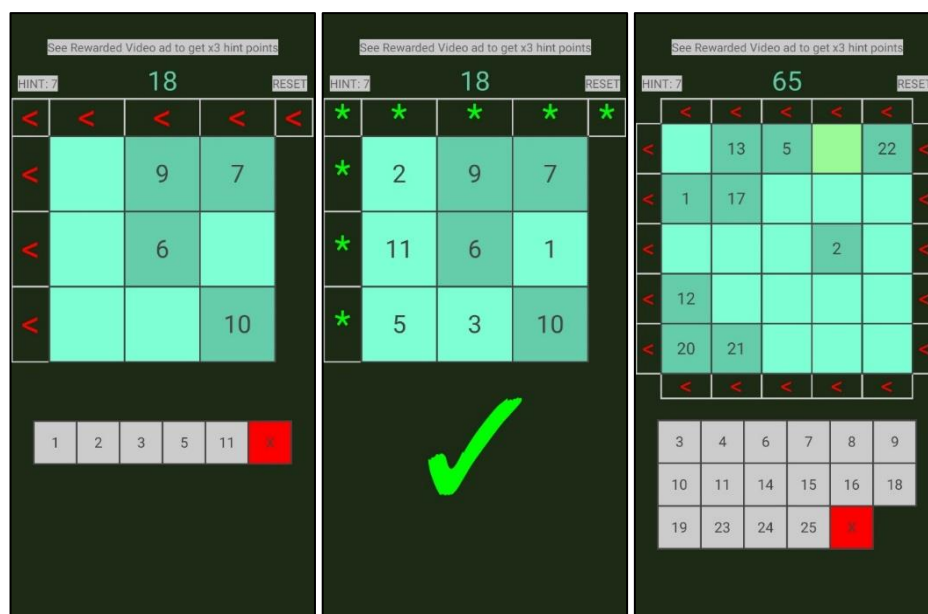 See Rewarded Video ad to get x3 hint points
HINT: 7 18 RESET
< < < < <
< 9 7
< 6
< 10
1 2 3 5 11 X
See Rewarded Video ad to get x3 hint points
HINT: 7 18 RESET
* * * * *
* 2 9 7
* 11 6 1
* 5 3 10
See Rewarded Video ad to get x3 hint points
HINT: 7 65 RESET
< < < < <
< 13 5 22 <
< 1 17 <
< 2 <
< 12 <
< 20 21 <
< < < < <
3 4 6 7 8 9
10 11 14 15 16 18
19 23 24 25 X